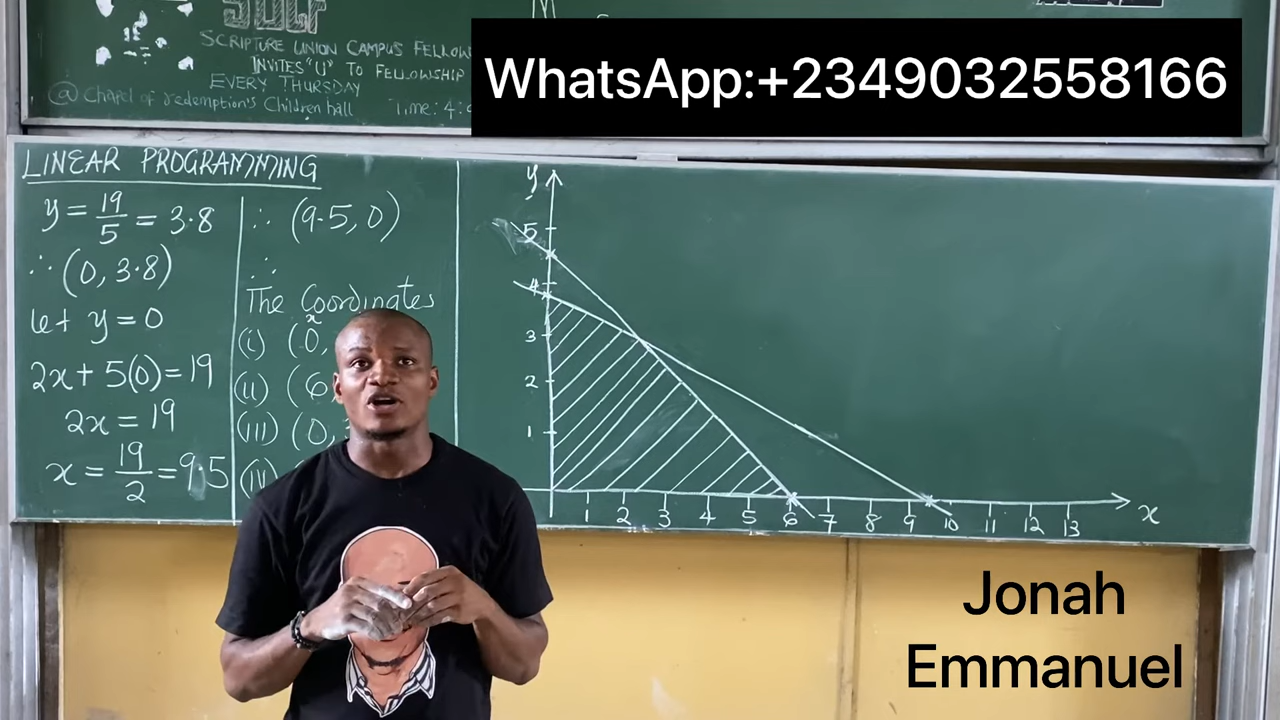 SCRIPTURE UNION CAMPUS
INVITES "U" TO FELLOWSHIP
EVERY THURSDAY
@ Chapel of redemption's Children hall Time: 4:
WhatsApp:+2349032558166
LINEAR PROGRAMMING
y = 19/5 = 3.8
∴ (0, 3.8)
let y = 0
2x + 5(0) = 19
2x = 19
x = 19/2 = 9.5
∴ (9.5, 0)
∴
The Coordinates
(i) (0,
(ii) (6
(iii) (0,
(iv)
y
5
4
3
2
1
1 2 3 4 5 6 7 8 9 10 11 12 13 x
Jonah
Emmanuel